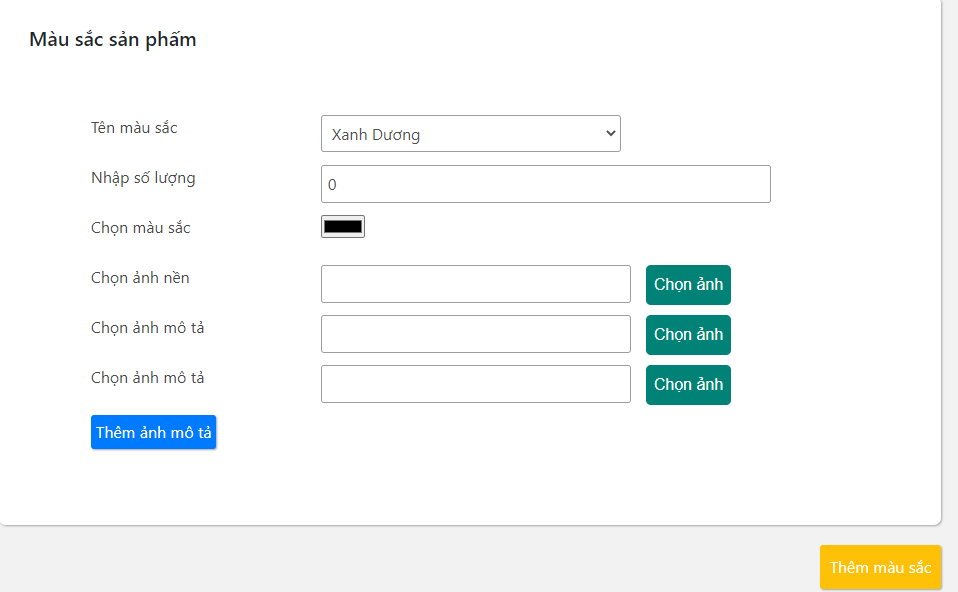 Màu sắc sản phẩm
Tên màu sắc
Xanh Dương
Nhập số lượng
0
Chọn màu sắc
Chọn ảnh nền
Chọn ảnh
Chọn ảnh mô tả
Chọn ảnh
Chọn ảnh mô tả
Chọn ảnh
Thêm ảnh mô tả
Thêm màu sắc